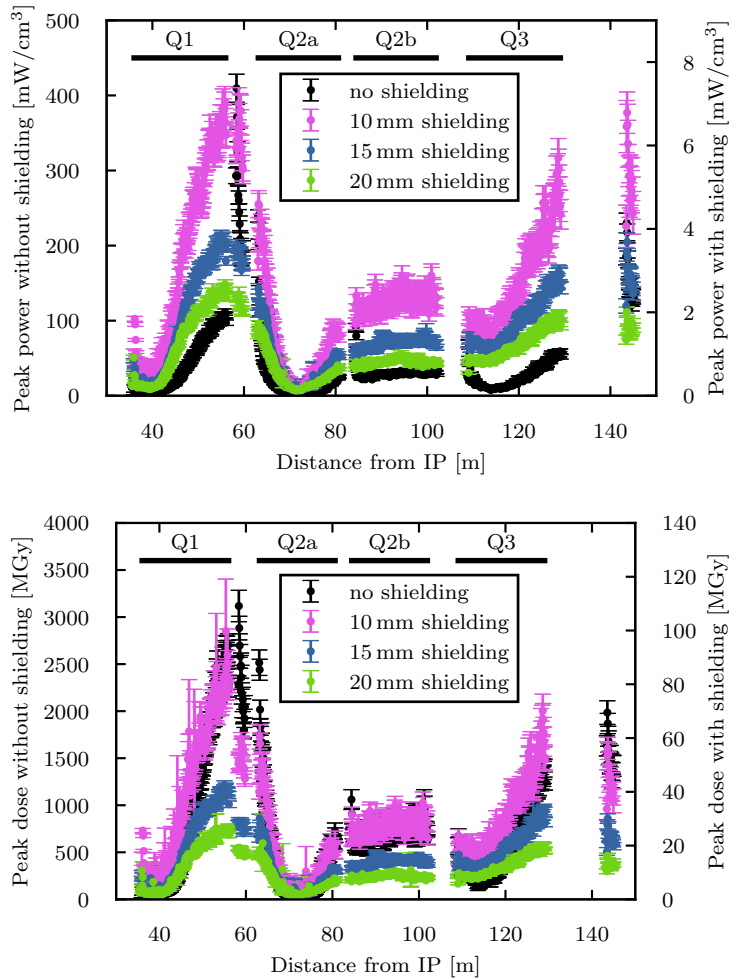 Peak power without shielding [mW/cm3]
500
400
300
200
100
0
Q1
Q2a
Q2b
Q3
no shielding
10 mm shielding
15 mm shielding
20 mm shielding
8
6
4
2
0
Peak power with shielding [mW/cm3]
40 60 80 100 120 140
Distance from IP [m]
Peak dose without shielding [MGy]
4000
3500
3000
2500
2000
1500
1000
500
0
Q1
Q2a
Q2b
Q3
no shielding
10 mm shielding
15 mm shielding
20 mm shielding
140
120
100
80
60
40
20
0
Peak dose with shielding [MGy]
40 60 80 100 120 140
Distance from IP [m]